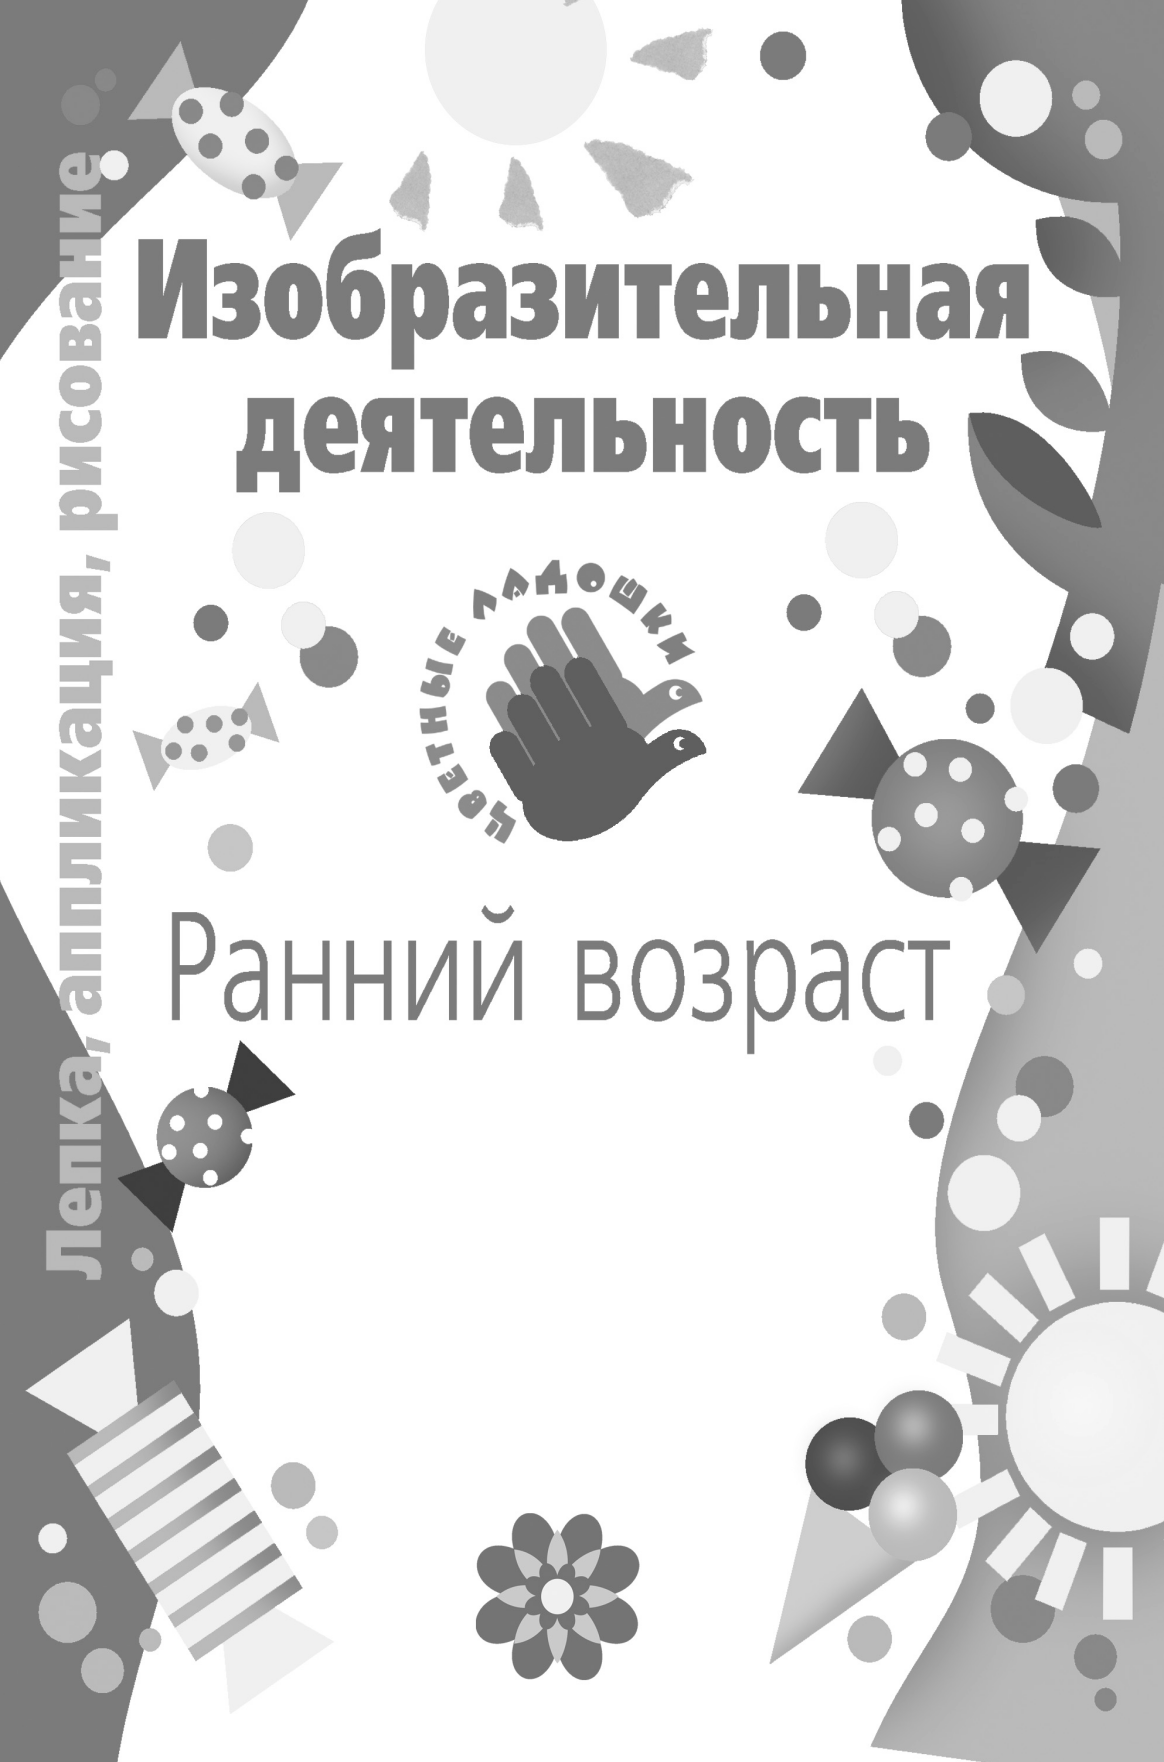 Лепка, аппликация, рисование
Изобразительная
деятельность
ЦВЕТНЫЕ ЛАДОШКИ
Ранний возраст